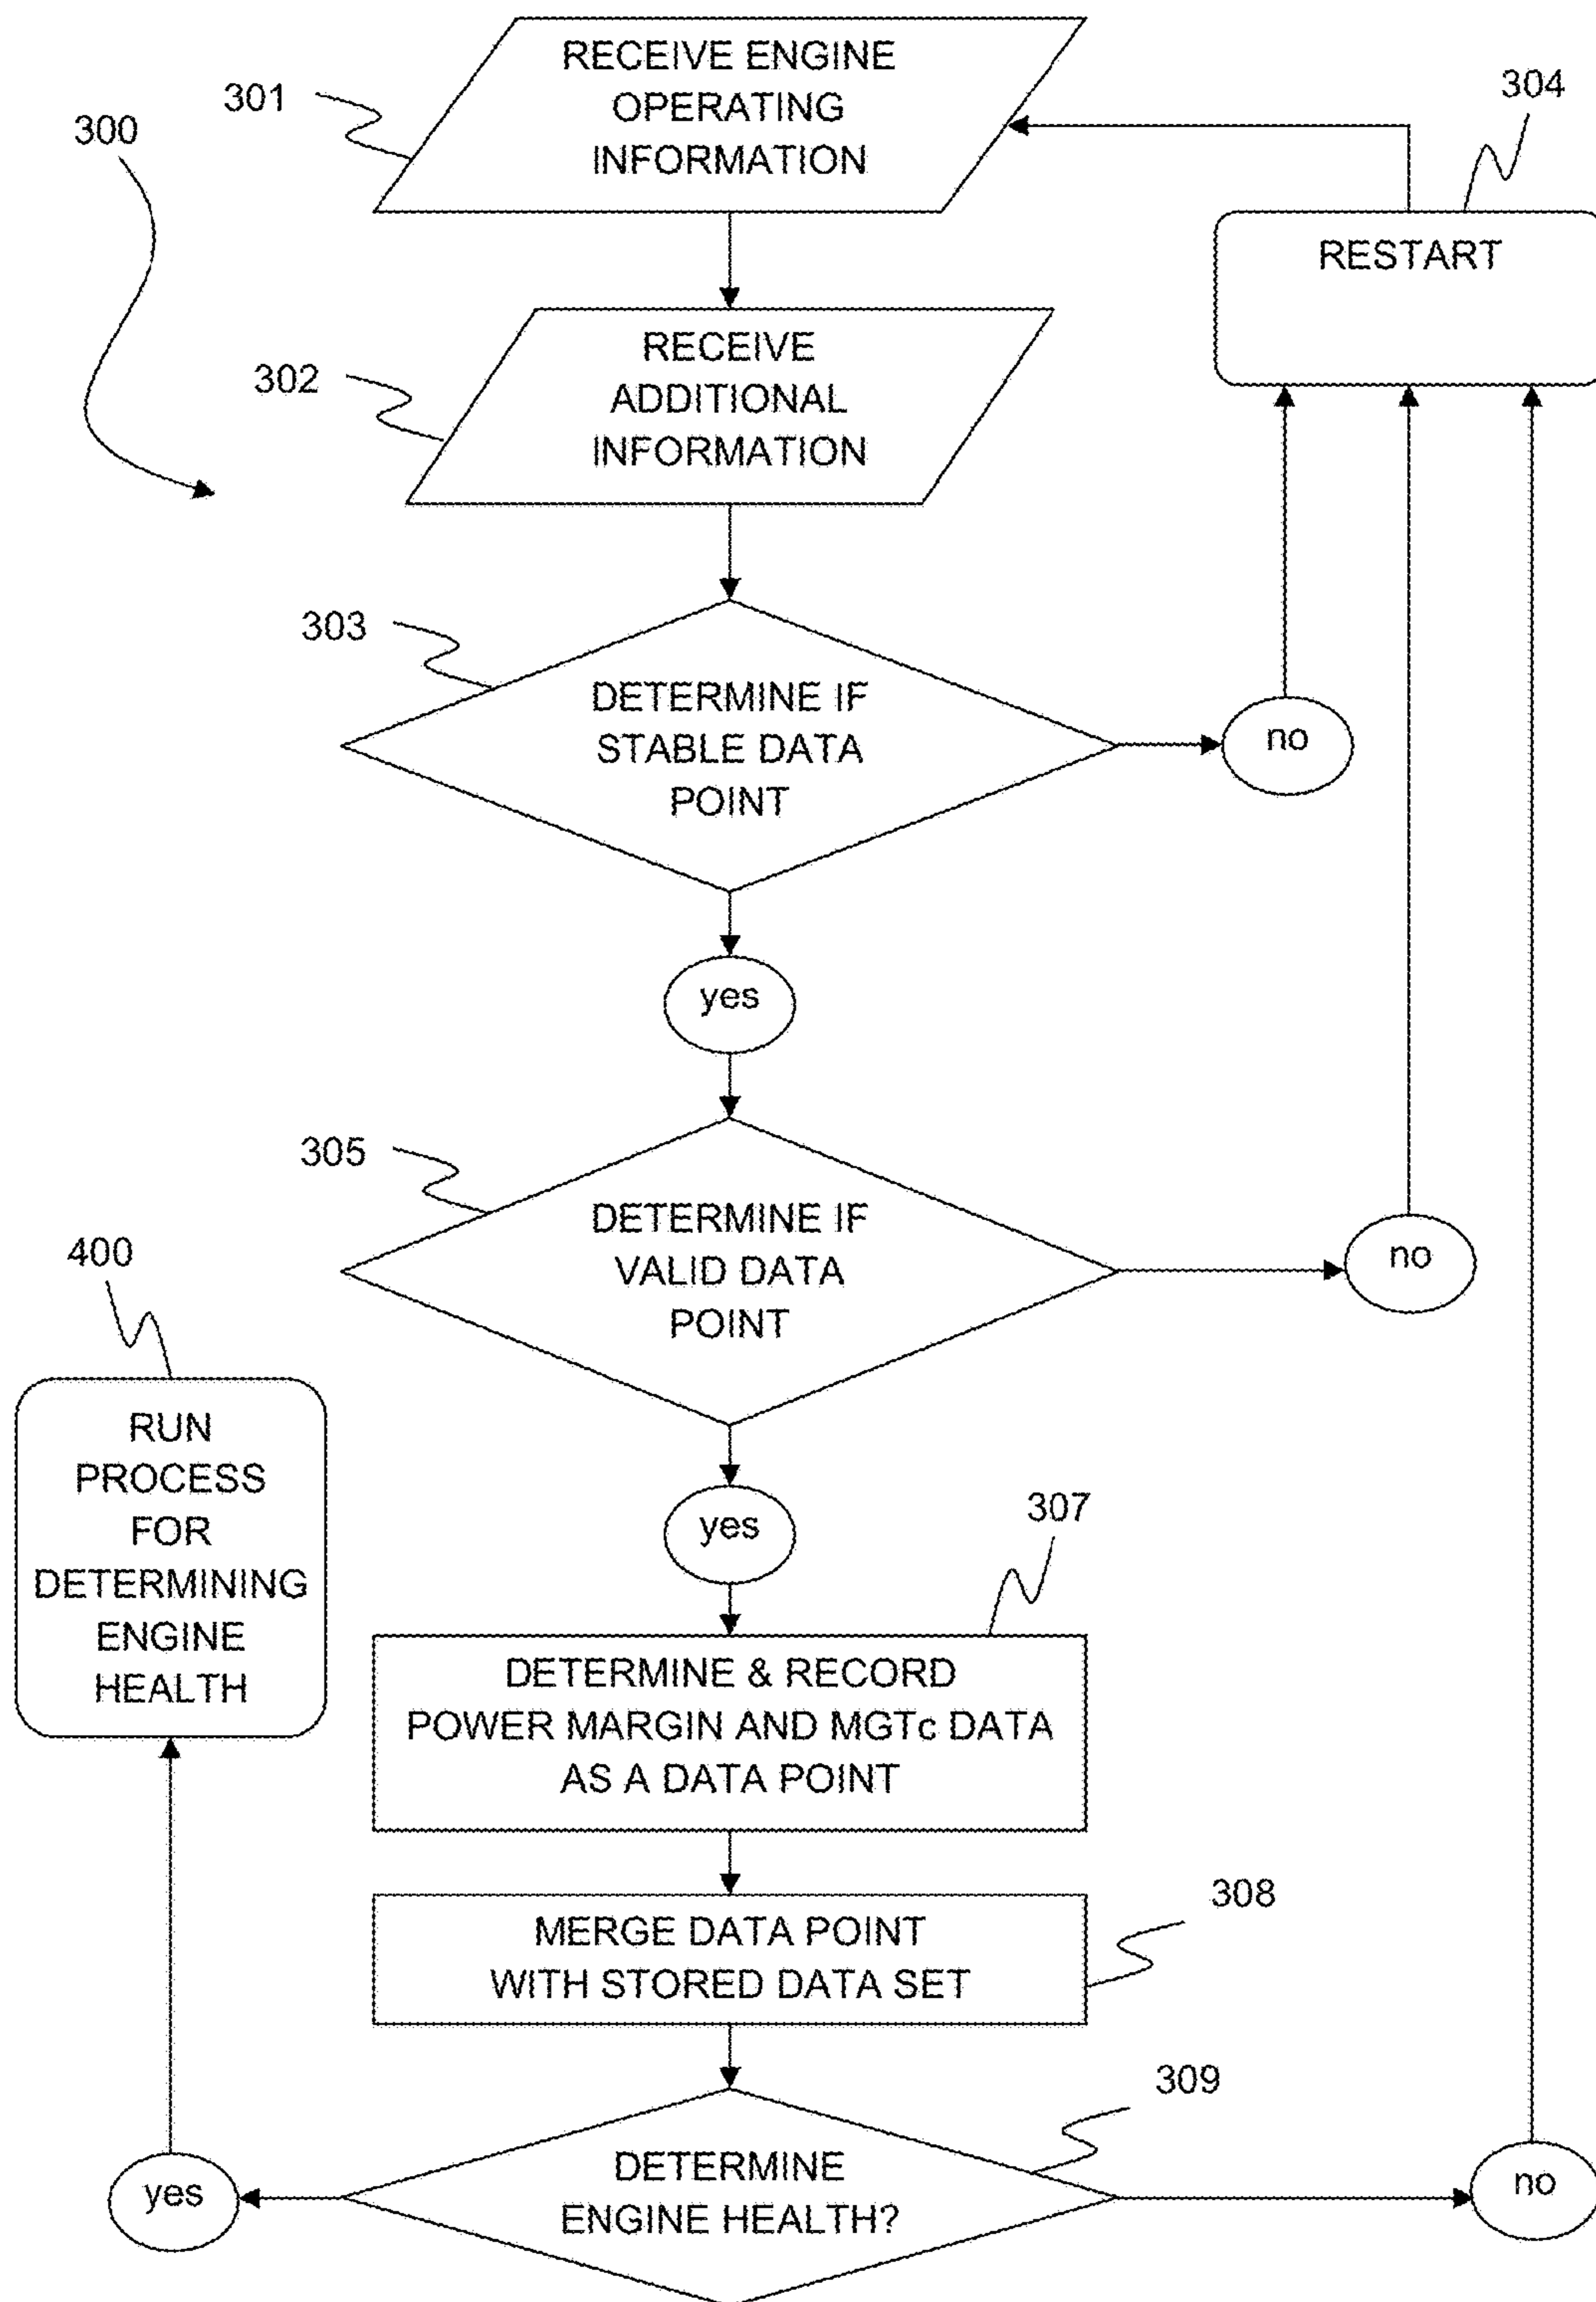 RECEIVE ENGINE
OPERATING
INFORMATION
301
304
300
RESTART
RECEIVE
ADDITIONAL
INFORMATION
302
303
DETERMINE IF
STABLE DATA
POINT
no
yes
305
DETERMINE IF
VALID DATA
POINT
no
400
RUN
PROCESS
FOR
DETERMINING
ENGINE
HEALTH
yes
307
DETERMINE & RECORD
POWER MARGIN AND MGTc DATA
AS A DATA POINT
308
MERGE DATA POINT
WITH STORED DATA SET
309
DETERMINE
ENGINE HEALTH?
yes
no